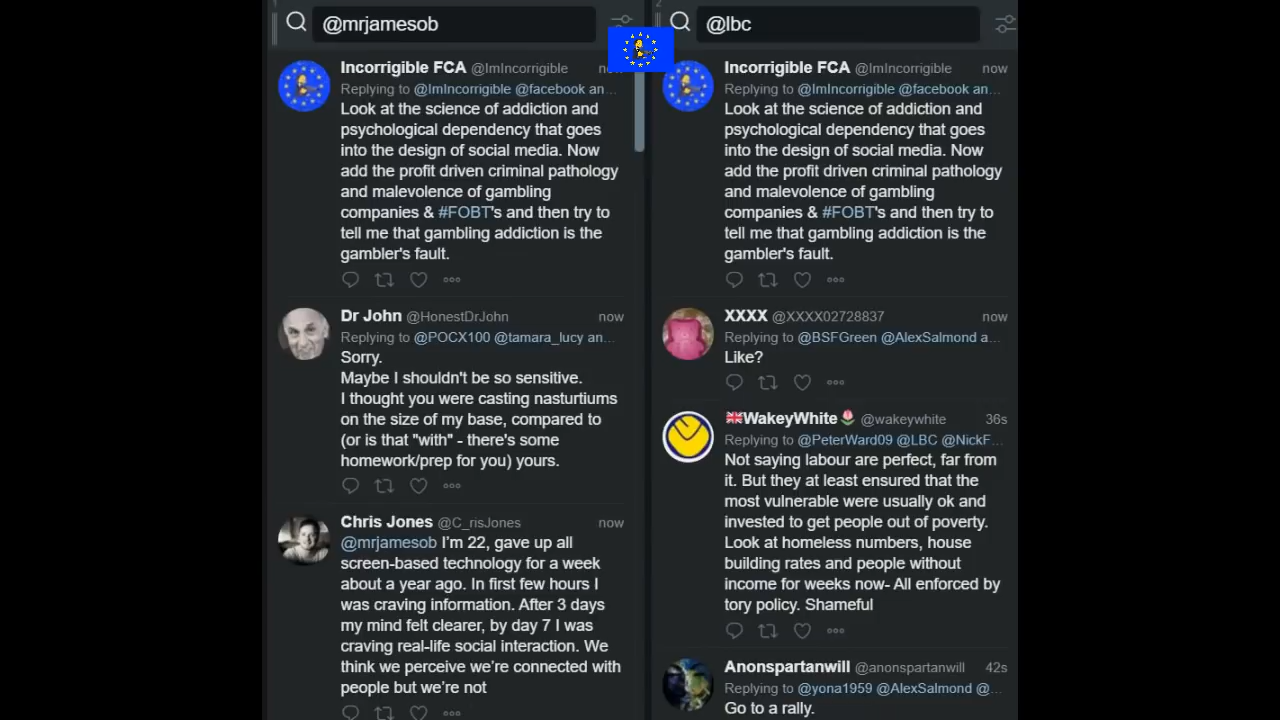 1
@mrjamesob
Incorrigible FCA @ImIncorrigible now
Replying to @ImIncorrigible @facebook an...
Look at the science of addiction and
psychological dependency that goes
into the design of social media. Now
add the profit driven criminal pathology
and malevolence of gambling
companies & #FOBT's and then try to
tell me that gambling addiction is the
gambler's fault.
Dr John @HonestDrJohn now
Replying to @POCX100 @tamara_lucy an...
Sorry.
Maybe I shouldn't be so sensitive.
I thought you were casting nasturtiums
on the size of my base, compared to
(or is that "with" - there's some
homework/prep for you) yours.
Chris Jones @C_risJones now
@mrjamesob I'm 22, gave up all
screen-based technology for a week
about a year ago. In first few hours I
was craving information. After 3 days
my mind felt clearer, by day 7 I was
craving real-life social interaction. We
think we perceive we're connected with
people but we're not
2
@lbc
Incorrigible FCA @ImIncorrigible now
Replying to @ImIncorrigible @facebook an...
Look at the science of addiction and
psychological dependency that goes
into the design of social media. Now
add the profit driven criminal pathology
and malevolence of gambling
companies & #FOBT's and then try to
tell me that gambling addiction is the
gambler's fault.
XXXX @XXXX02728837 now
Replying to @BSFGreen @AlexSalmond a...
Like?
🇬🇧WakeyWhite🌷 @wakeywhite 36s
Replying to @PeterWard09 @LBC @NickF...
Not saying labour are perfect, far from
it. But they at least ensured that the
most vulnerable were usually ok and
invested to get people out of poverty.
Look at homeless numbers, house
building rates and people without
income for weeks now- All enforced by
tory policy. Shameful
Anonspartanwill @anonspartanwill 42s
Replying to @yona1959 @AlexSalmond @...
Go to a rally.